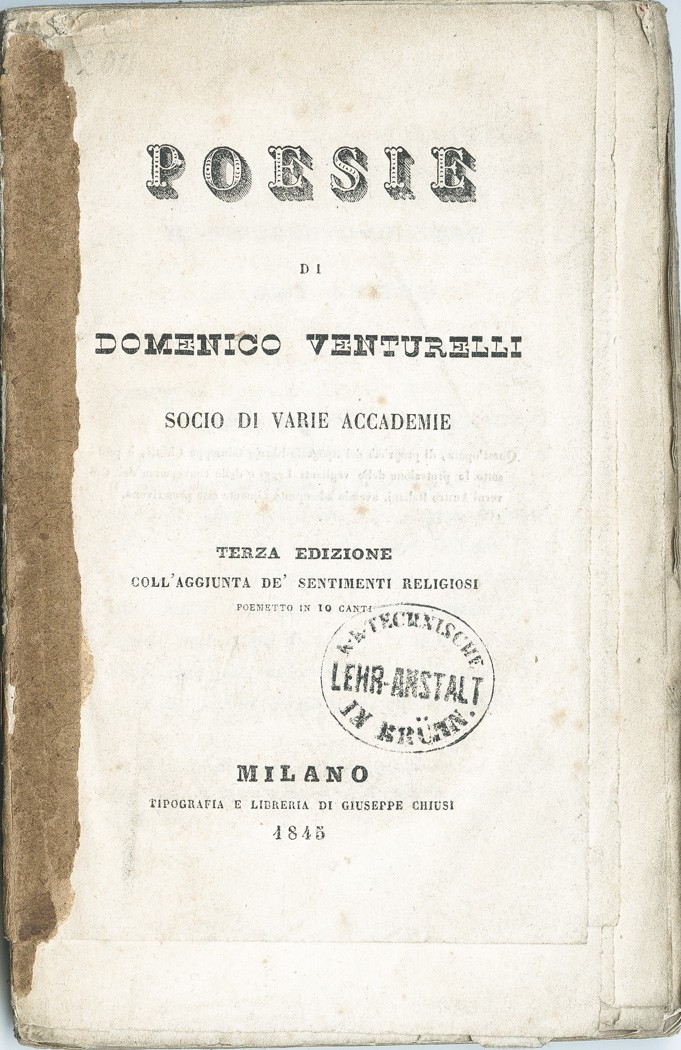 POESIE
DI
DOMENICO VENTURELLI
SOCIO DI VARIE ACCADEMIE
TERZA EDIZIONE
COLL'AGGIUNTA DE' SENTIMENTI RELIGIOSI
POEMETTO IN 10 CANTI
K. K. TECHNISCHE
LEHR-ANSTALT
IN BRÜNN.
MILANO
TIPOGRAFIA E LIBRERIA DI GIUSEPPE CHIUSI
1845